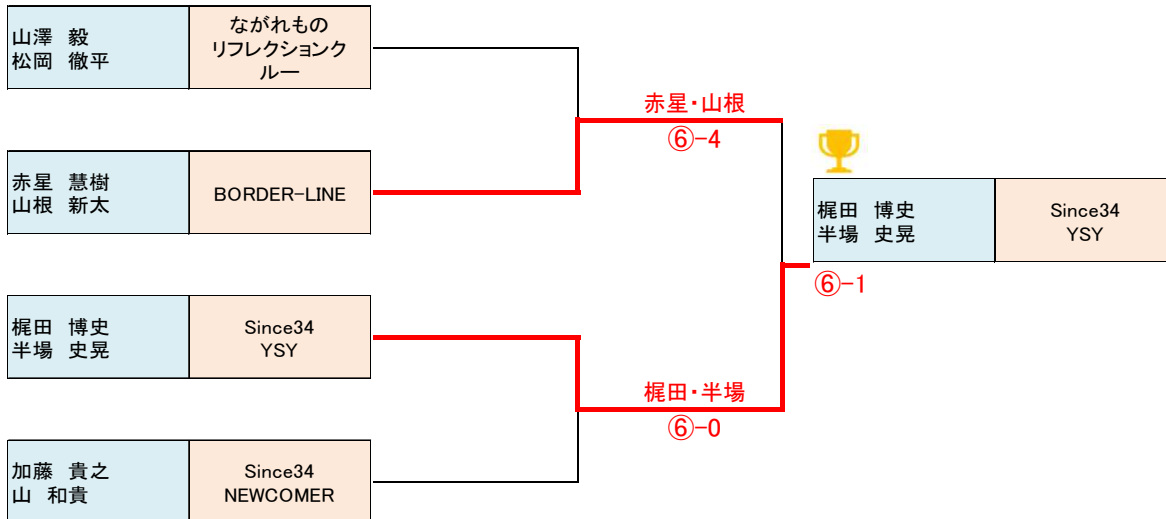 山澤　毅
松岡　徹平
ながれもの
リフレクションク
ルー
赤星・山根
⑥-4
赤星　慧樹
山根　新太
BORDER-LINE
梶田　博史
半場　史晃
Since34
YSY
⑥-1
梶田　博史
半場　史晃
Since34
YSY
梶田・半場
⑥-0
加藤　貴之
山　和貴
Since34
NEWCOMER